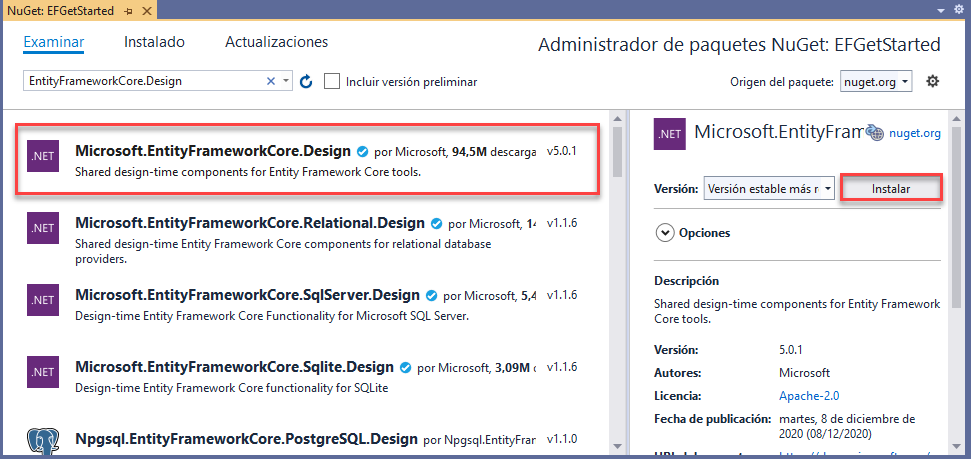 NuGet: EFGetStarted
Examinar Instalado Actualizaciones
Administrador de paquetes NuGet: EFGetStarted
EntityFrameworkCore.Design
Incluir versión preliminar
Origen del paquete: nuget.org
.NET
Microsoft.EntityFrameworkCore.Design por Microsoft, 94,5M descarga v5.0.1
Shared design-time components for Entity Framework Core tools.
.NET
Microsoft.EntityFrameworkCore.Relational.Design por Microsoft, 14 v1.1.6
Shared design-time Entity Framework Core components for relational database
providers.
.NET
Microsoft.EntityFrameworkCore.SqlServer.Design por Microsoft, 5,4 v1.1.6
Design-time Entity Framework Core Functionality for Microsoft SQL Server.
.NET
Microsoft.EntityFrameworkCore.Sqlite.Design por Microsoft, 3,09M v1.1.6
Design-time Entity Framework Core functionality for SQLite
Npgsql.EntityFrameworkCore.PostgreSQL.Design por Npgsql.EntityFran v1.1.0
.NET
Microsoft.EntityFram nuget.org
Versión: Versión estable más r Instalar
Opciones
Descripción
Shared design-time components for Entity Framework
Core tools.
Versión: 5.0.1
Autores: Microsoft
Licencia: Apache-2.0
Fecha de publicación: martes, 8 de diciembre de
2020 (08/12/2020)